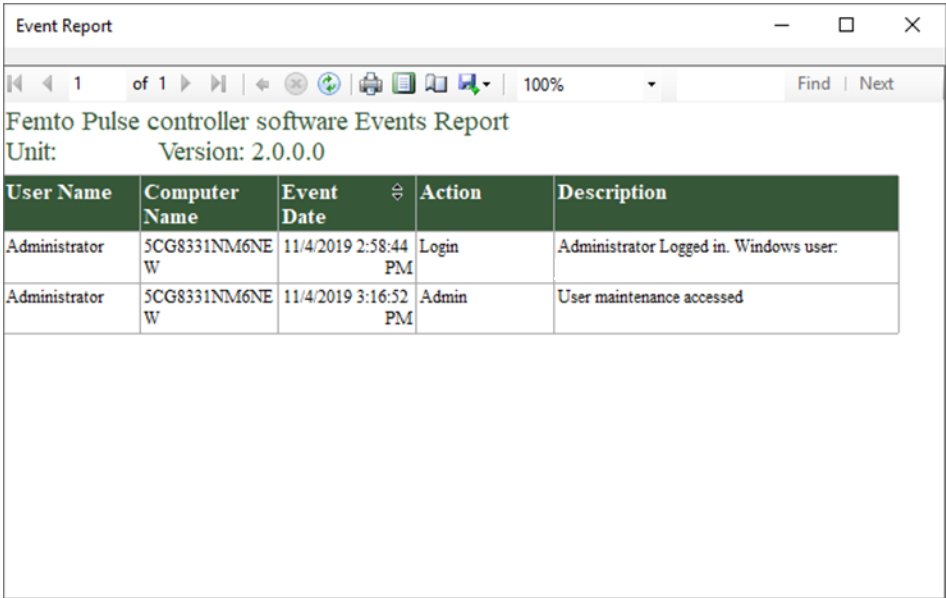 Event Report
1 of 1 100% Find | Next
Femto Pulse controller software Events Report
Unit: Version: 2.0.0.0
User Name Computer Name Event Date Action Description
Administrator 5CG8331NM6NEW 11/4/2019 2:58:44 PM Login Administrator Logged in. Windows user:
Administrator 5CG8331NM6NEW 11/4/2019 3:16:52 PM Admin User maintenance accessed